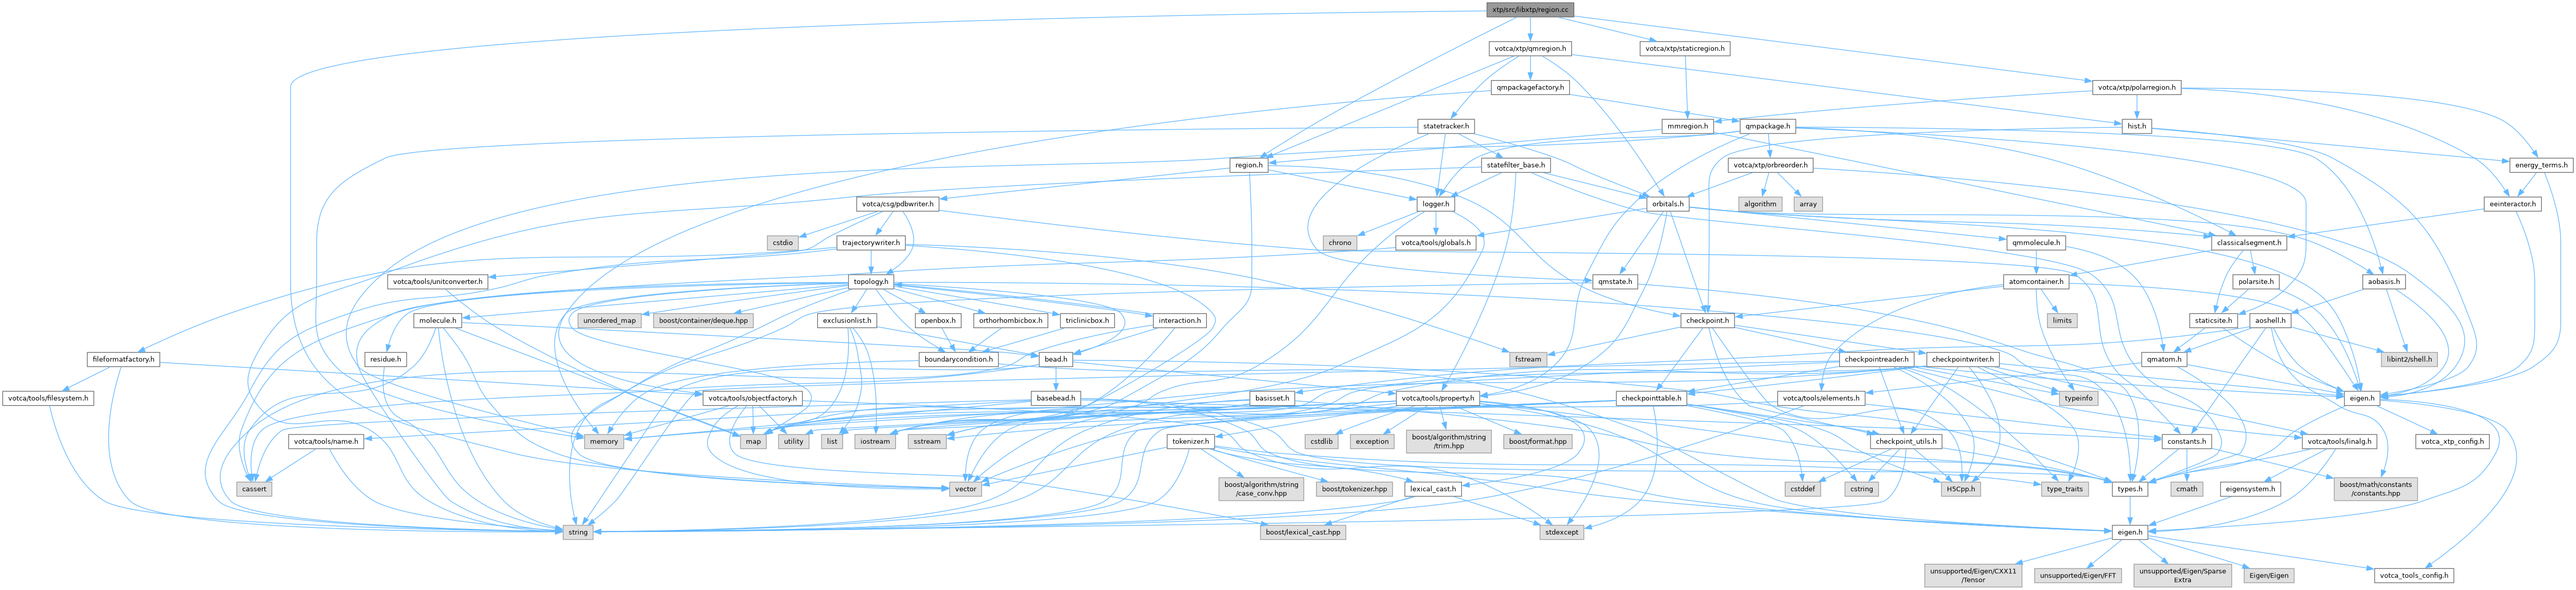 xtp/src/libxtp/region.cc
votca/xtp/qmregion.h
votca/xtp/staticregion.h
qmpackagefactory.h
votca/xtp/polarregion.h
statetracker.h
mmregion.h
qmpackage.h
hist.h
region.h
statefilter_base.h
votca/xtp/orbreorder.h
energy_terms.h
votca/csg/pdbwriter.h
logger.h
orbitals.h
algorithm
array
eeinteractor.h
cstdio
trajectorywriter.h
chrono
votca/tools/globals.h
qmmolecule.h
classicalsegment.h
votca/tools/unitconverter.h
topology.h
qmstate.h
atomcontainer.h
polarsite.h
aobasis.h
molecule.h
unordered_map
boost/container/deque.hpp
exclusionlist.h
openbox.h
orthorhombicbox.h
triclinicbox.h
interaction.h
checkpoint.h
limits
staticsite.h
aoshell.h
fileformatfactory.h
residue.h
boundarycondition.h
bead.h
fstream
checkpointreader.h
checkpointwriter.h
qmatom.h
libint2/shell.h
votca/tools/filesystem.h
votca/tools/objectfactory.h
basebead.h
basisset.h
votca/tools/property.h
checkpointtable.h
votca/tools/elements.h
typeinfo
eigen.h
votca/tools/name.h
memory
map
utility
list
iostream
sstream
tokenizer.h
cstdlib
exception
boost/algorithm/string
/trim.hpp
boost/format.hpp
checkpoint_utils.h
constants.h
votca/tools/linalg.h
votca_xtp_config.h
cassert
vector
boost/algorithm/string
/case_conv.hpp
boost/tokenizer.hpp
lexical_cast.h
cstddef
cstring
H5Cpp.h
type_traits
types.h
cmath
eigensystem.h
boost/math/constants
/constants.hpp
string
boost/lexical_cast.hpp
stdexcept
eigen.h
unsupported/Eigen/CXX11
/Tensor
unsupported/Eigen/FFT
unsupported/Eigen/Sparse
Extra
Eigen/Eigen
votca_tools_config.h